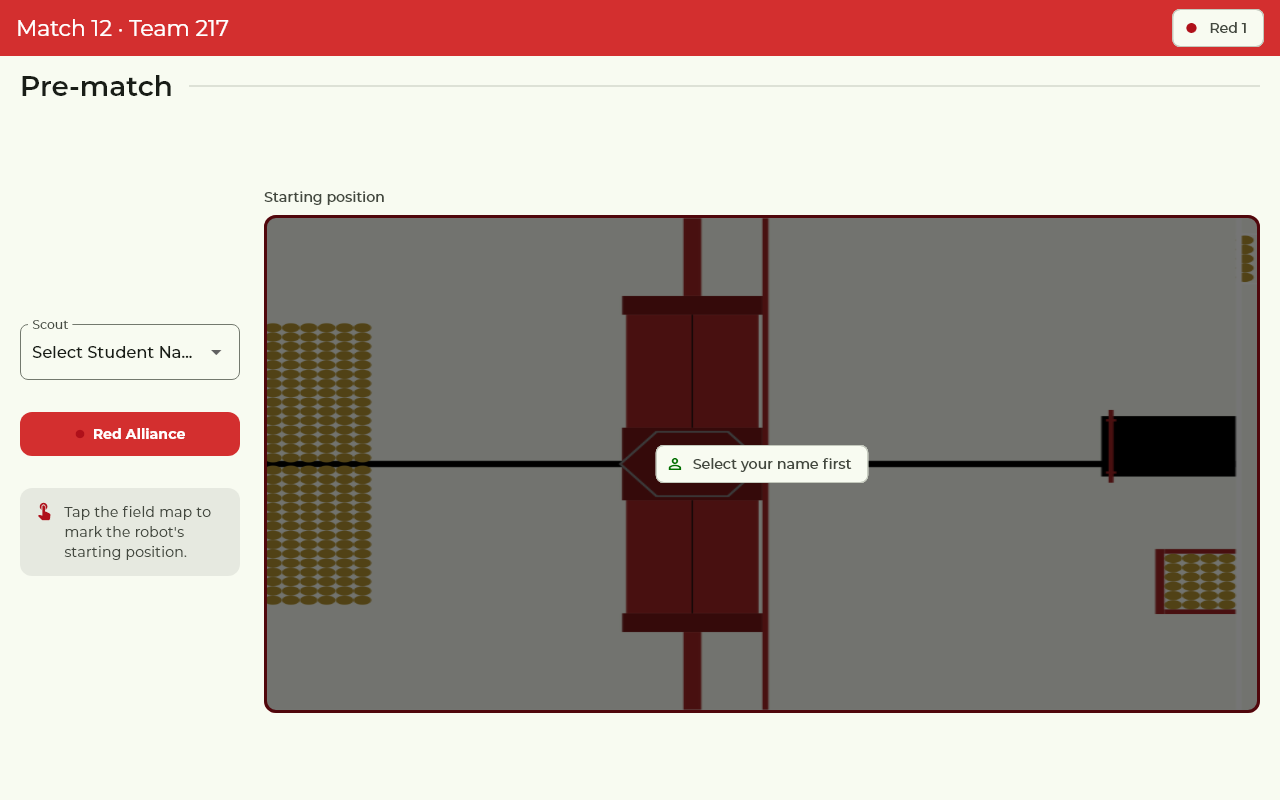 Match 12 · Team 217
Red 1
Pre-match
Starting position
Scout
Select Student Na...
Red Alliance
Tap the field map to
mark the robot's
starting position.
Select your name first